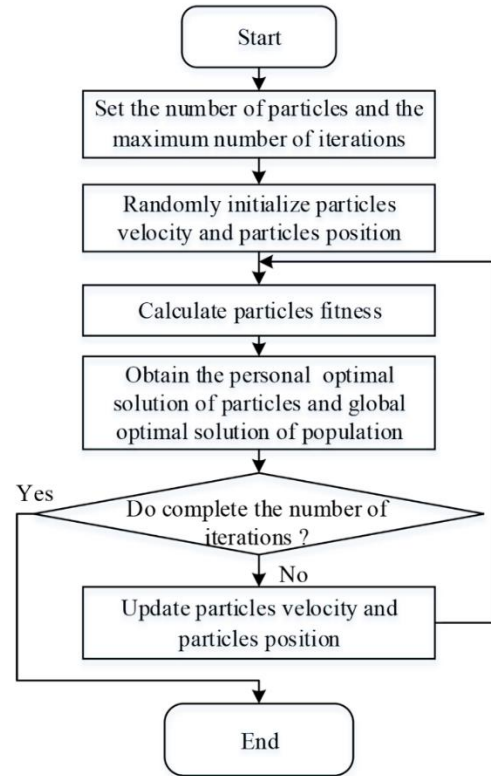 Start
Set the number of particles and the
maximum number of iterations
Randomly initialize particles
velocity and particles position
Calculate particles fitness
Obtain the personal optimal
solution of particles and global
optimal solution of population
Yes
Do complete the number of
iterations ?
No
Update particles velocity and
particles position
End